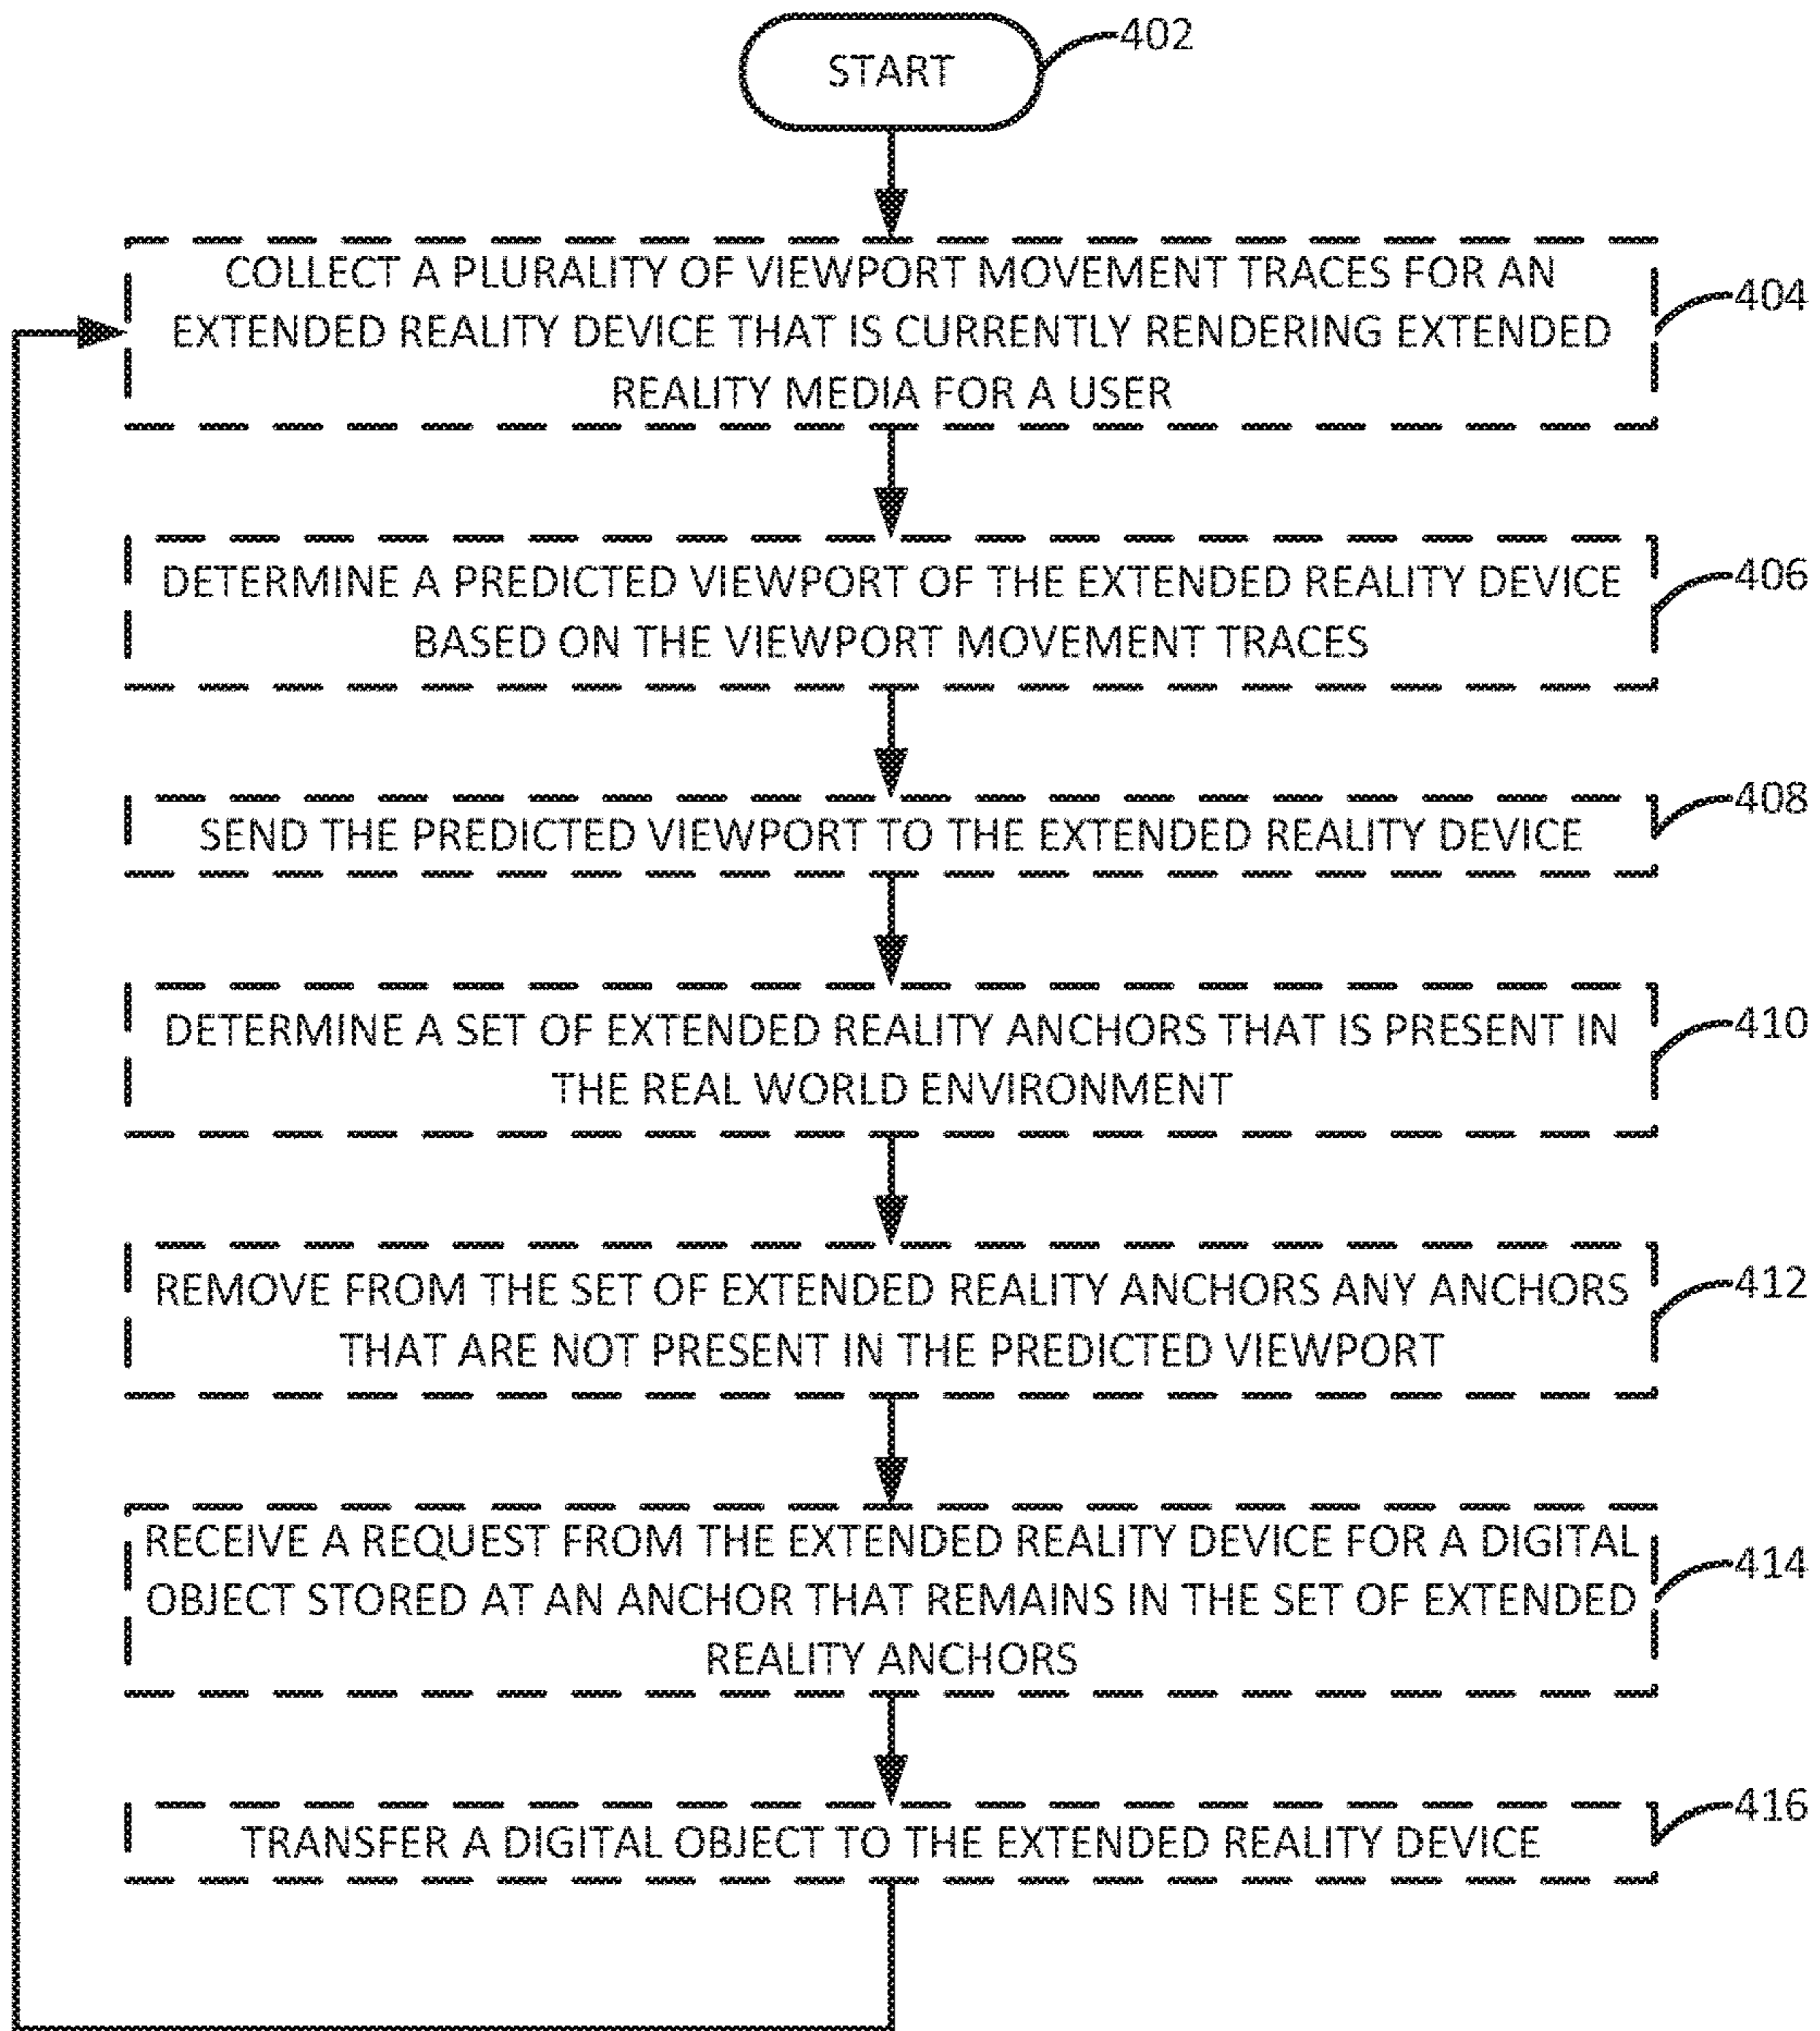 START
402
COLLECT A PLURALITY OF VIEWPORT MOVEMENT TRACES FOR AN
EXTENDED REALITY DEVICE THAT IS CURRENTLY RENDERING EXTENDED
REALITY MEDIA FOR A USER
404
DETERMINE A PREDICTED VIEWPORT OF THE EXTENDED REALITY DEVICE
BASED ON THE VIEWPORT MOVEMENT TRACES
406
SEND THE PREDICTED VIEWPORT TO THE EXTENDED REALITY DEVICE
408
DETERMINE A SET OF EXTENDED REALITY ANCHORS THAT IS PRESENT IN
THE REAL WORLD ENVIRONMENT
410
REMOVE FROM THE SET OF EXTENDED REALITY ANCHORS ANY ANCHORS
THAT ARE NOT PRESENT IN THE PREDICTED VIEWPORT
412
RECEIVE A REQUEST FROM THE EXTENDED REALITY DEVICE FOR A DIGITAL
OBJECT STORED AT AN ANCHOR THAT REMAINS IN THE SET OF EXTENDED
REALITY ANCHORS
414
TRANSFER A DIGITAL OBJECT TO THE EXTENDED REALITY DEVICE
416